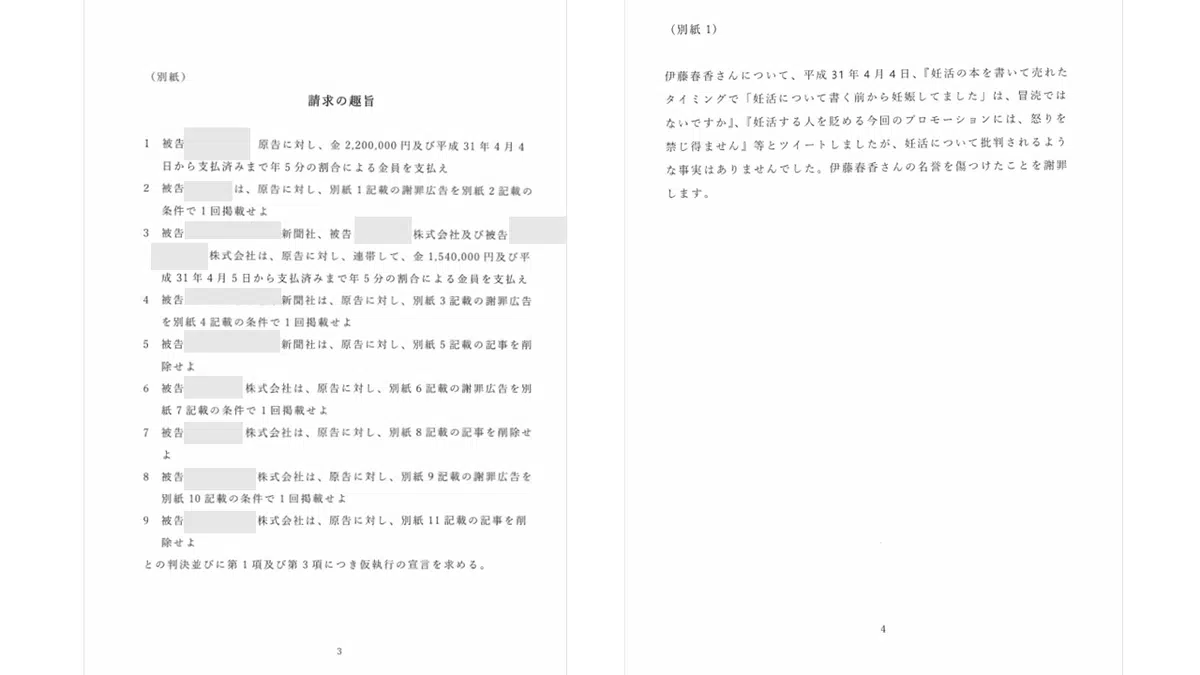 （別紙）
請求の趣旨
1 被告 原告に対し、金 2,200,000 円及び平成 31 年 4 月 4
日から支払済みまで年 5 分の割合による金員を支払え
2 被告 は、原告に対し、別紙 1 記載の謝罪広告を別紙 2 記載の
条件で 1 回掲載せよ
3 被告 新聞社、被告 株式会社及び被告
株式会社は、原告に対し、連帯して、金 1,540,000 円及び平
成 31 年 4 月 5 日から支払済みまで年 5 分の割合による金員を支払え
4 被告 新聞社は、原告に対し、別紙 3 記載の謝罪広告
を別紙 4 記載の条件で 1 回掲載せよ
5 被告 新聞社は、原告に対し、別紙 5 記載の記事を削
除せよ
6 被告 株式会社は、原告に対し、別紙 6 記載の謝罪広告を別
紙 7 記載の条件で 1 回掲載せよ
7 被告 株式会社は、原告に対し、別紙 8 記載の記事を削除せ
よ
8 被告 株式会社は、原告に対し、別紙 9 記載の謝罪広告を
別紙 10 記載の条件で 1 回掲載せよ
9 被告 株式会社は、原告に対し、別紙 11 記載の記事を削
除せよ
との判決並びに第 1 項及び第 3 項につき仮執行の宣言を求める。
3
（別紙 1）
伊藤春香さんについて、平成 31 年 4 月 4 日、『妊活の本を書いて売れた
タイミングで「妊活について書く前から妊娠してました」は、冒涜では
ないですか』、『妊活する人を貶める今回のプロモーションには、怒りを
禁じ得ません』等とツイートしましたが、妊活について批判されるよう
な事実はありませんでした。伊藤春香さんの名誉を傷つけたことを謝罪
します。
4